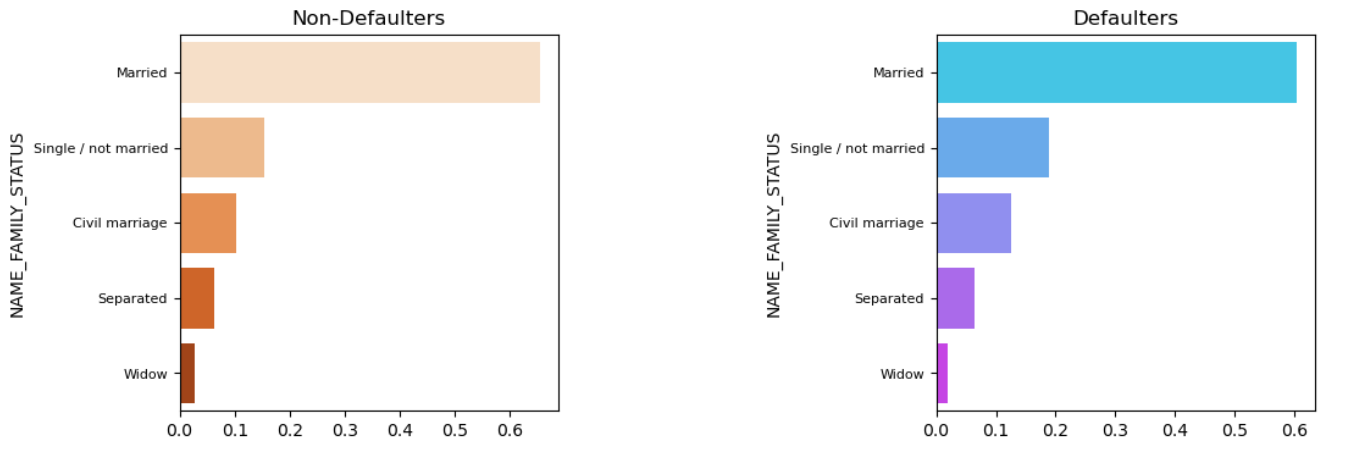 Non-Defaulters
NAME_FAMILY_STATUS
Married
Single / not married
Civil marriage
Separated
Widow
0.0 0.1 0.2 0.3 0.4 0.5 0.6
Defaulters
NAME_FAMILY_STATUS
Married
Single / not married
Civil marriage
Separated
Widow
0.0 0.1 0.2 0.3 0.4 0.5 0.6